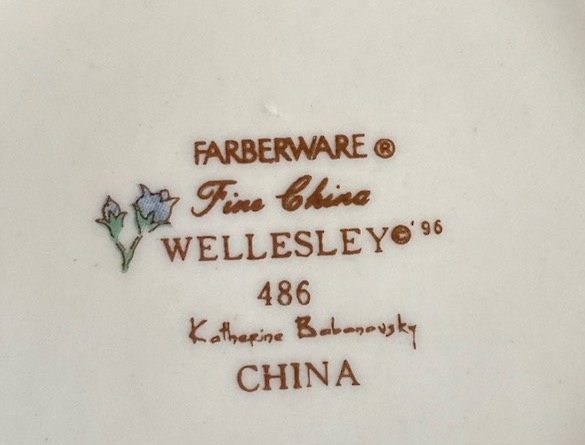 FARBERWARE ®
Fine China
WELLESLEY © '96
486
Katherine Babanovsky
CHINA